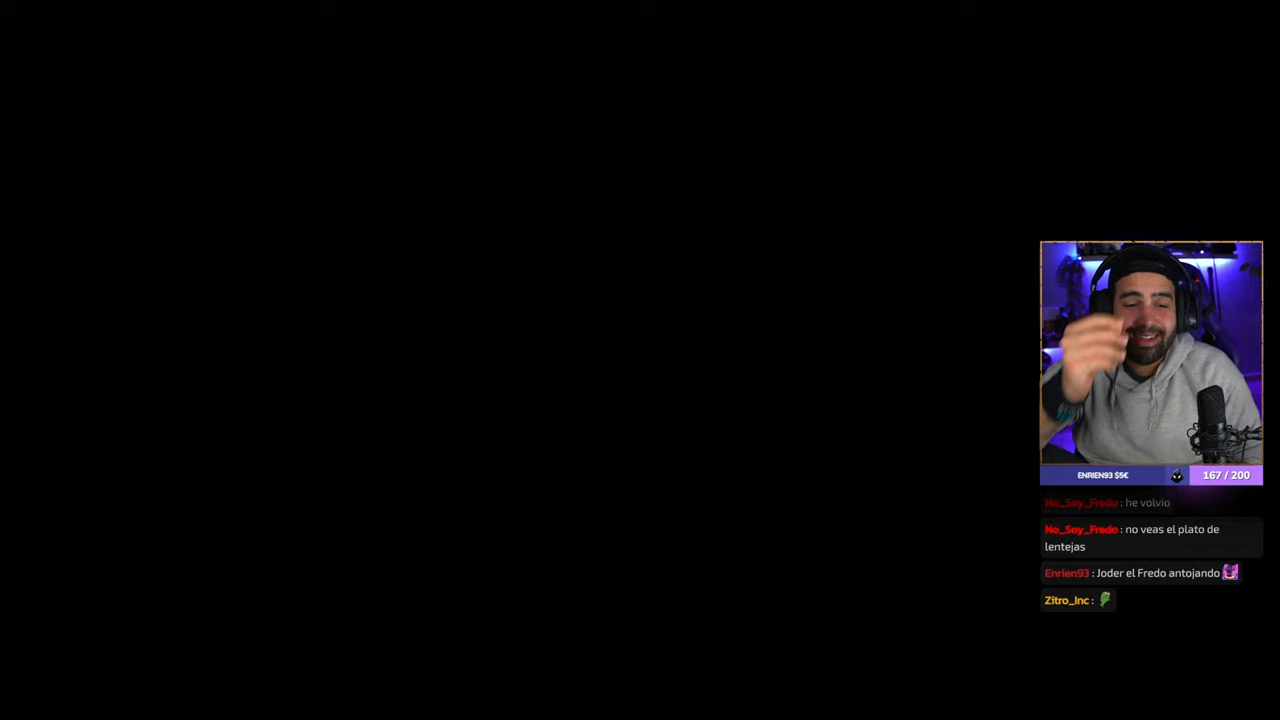 ENRIEN93 $5€
167 / 200
No_Soy_Fredo : he volvio
No_Soy_Fredo : no veas el plato de
lentejas
Enrien93 : Joder el Fredo antojando
Zitro_Inc :